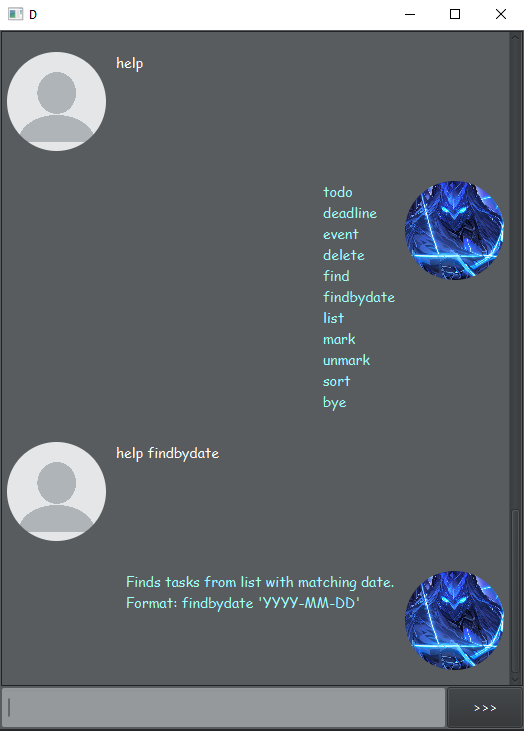 D
help
todo
deadline
event
delete
find
findbydate
list
mark
unmark
sort
bye
help findbydate
Finds tasks from list with matching date.
Format: findbydate 'YYYY-MM-DD'
>>>